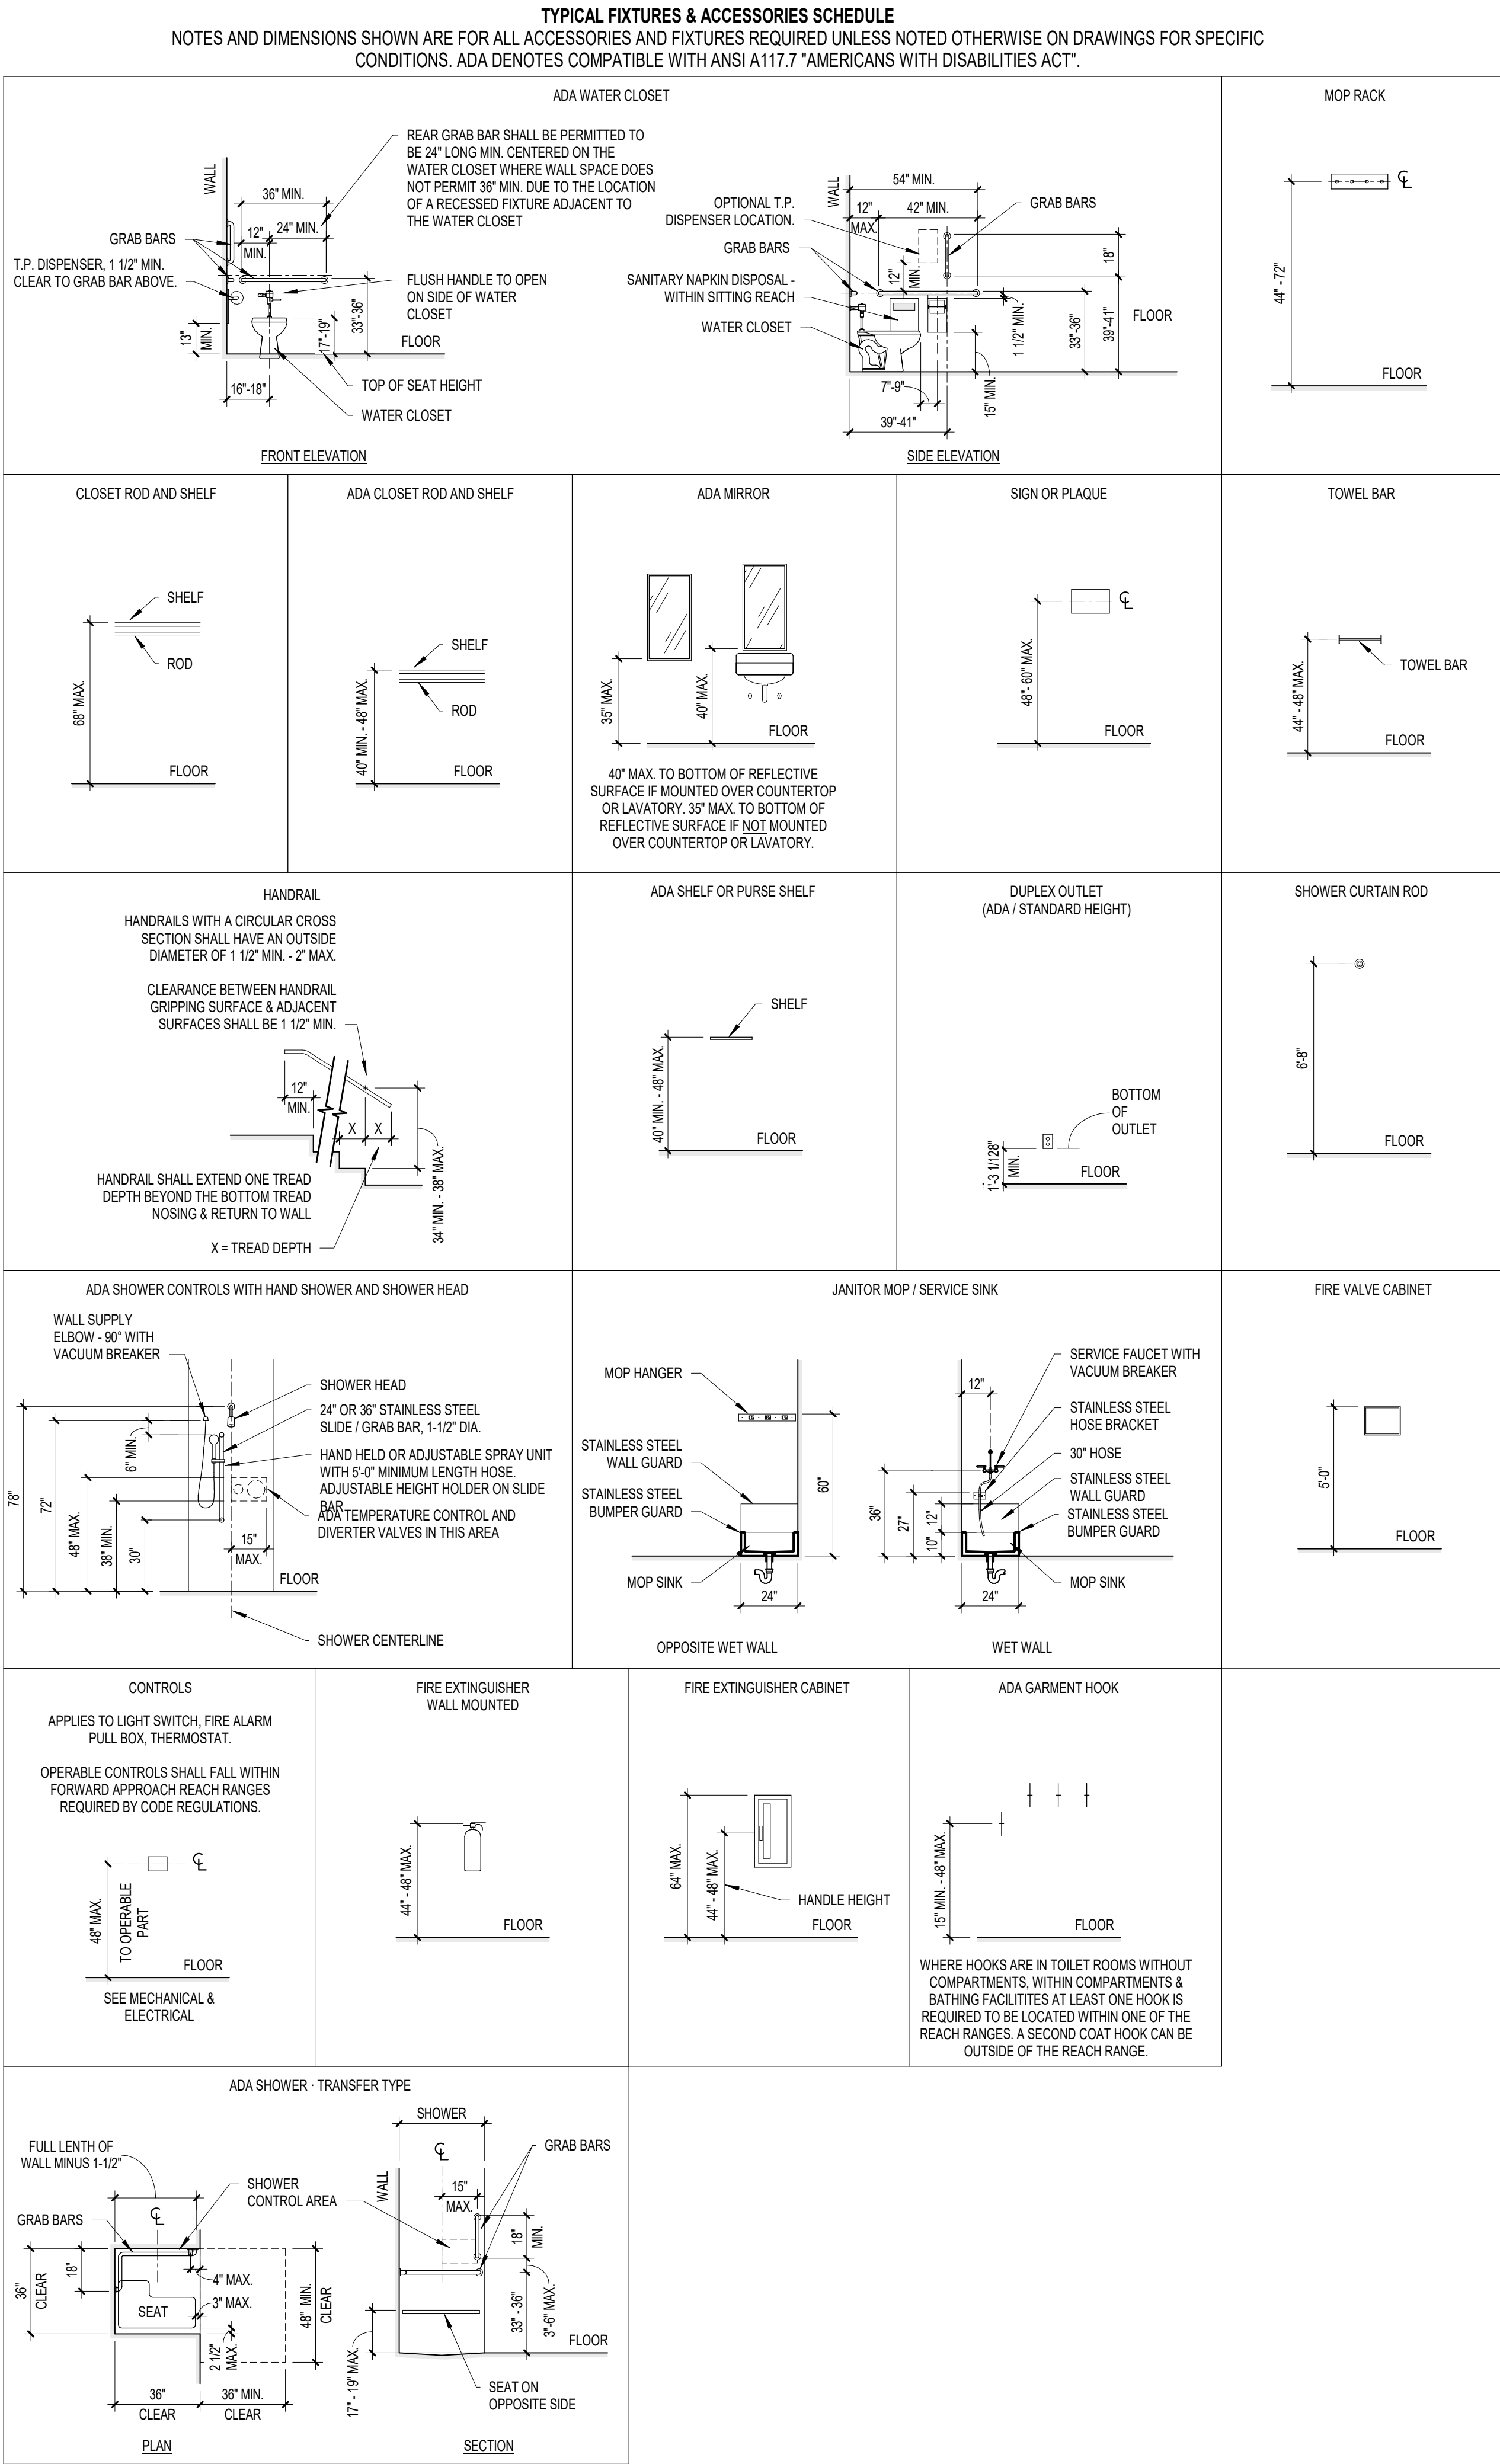 TYPICAL FIXTURES & ACCESSORIES SCHEDULE
NOTES AND DIMENSIONS SHOWN ARE FOR ALL ACCESSORIES AND FIXTURES REQUIRED UNLESS NOTED OTHERWISE ON DRAWINGS FOR SPECIFIC
CONDITIONS. ADA DENOTES COMPATIBLE WITH ANSI A117.7 "AMERICANS WITH DISABILITIES ACT".
ADA WATER CLOSET
WALL
REAR GRAB BAR SHALL BE PERMITTED TO
BE 24" LONG MIN. CENTERED ON THE
WATER CLOSET WHERE WALL SPACE DOES
NOT PERMIT 36" MIN. DUE TO THE LOCATION
OF A RECESSED FIXTURE ADJACENT TO
THE WATER CLOSET
36" MIN.
12"
MIN.
24" MIN.
GRAB BARS
T.P. DISPENSER, 1 1/2" MIN.
CLEAR TO GRAB BAR ABOVE.
FLUSH HANDLE TO OPEN
ON SIDE OF WATER
CLOSET
13"
MIN.
17"-19"
33"-36"
FLOOR
16"-18"
TOP OF SEAT HEIGHT
WATER CLOSET
FRONT ELEVATION
WALL
54" MIN.
12"
MAX.
42" MIN.
OPTIONAL T.P.
DISPENSER LOCATION.
GRAB BARS
GRAB BARS
SANITARY NAPKIN DISPOSAL -
WITHIN SITTING REACH
WATER CLOSET
12"
MIN.
18"
1 1/2" MIN.
33"-36"
39"-41"
FLOOR
7"-9"
15" MIN.
39"-41"
SIDE ELEVATION
MOP RACK
CL
44" - 72"
FLOOR
CLOSET ROD AND SHELF
SHELF
ROD
68" MAX.
FLOOR
ADA CLOSET ROD AND SHELF
SHELF
ROD
40" MIN. - 48" MAX.
FLOOR
ADA MIRROR
35" MAX.
40" MAX.
FLOOR
40" MAX. TO BOTTOM OF REFLECTIVE
SURFACE IF MOUNTED OVER COUNTERTOP
OR LAVATORY. 35" MAX. TO BOTTOM OF
REFLECTIVE SURFACE IF NOT MOUNTED
OVER COUNTERTOP OR LAVATORY.
SIGN OR PLAQUE
CL
48"- 60" MAX.
FLOOR
TOWEL BAR
TOWEL BAR
44" - 48" MAX.
FLOOR
HANDRAIL
HANDRAILS WITH A CIRCULAR CROSS
SECTION SHALL HAVE AN OUTSIDE
DIAMETER OF 1 1/2" MIN. - 2" MAX.
CLEARANCE BETWEEN HANDRAIL
GRIPPING SURFACE & ADJACENT
SURFACES SHALL BE 1 1/2" MIN.
12"
MIN.
X
X
34" MIN. - 38" MAX.
HANDRAIL SHALL EXTEND ONE TREAD
DEPTH BEYOND THE BOTTOM TREAD
NOSING & RETURN TO WALL
X = TREAD DEPTH
ADA SHELF OR PURSE SHELF
SHELF
40" MIN. - 48" MAX.
FLOOR
DUPLEX OUTLET
(ADA / STANDARD HEIGHT)
BOTTOM
OF
OUTLET
1'-3 1/128"
MIN.
FLOOR
SHOWER CURTAIN ROD
6'-8"
FLOOR
ADA SHOWER CONTROLS WITH HAND SHOWER AND SHOWER HEAD
WALL SUPPLY
ELBOW - 90° WITH
VACUUM BREAKER
SHOWER HEAD
24" OR 36" STAINLESS STEEL
SLIDE / GRAB BAR, 1-1/2" DIA.
HAND HELD OR ADJUSTABLE SPRAY UNIT
WITH 5'-0" MINIMUM LENGTH HOSE.
ADJUSTABLE HEIGHT HOLDER ON SLIDE
BAR
ADA TEMPERATURE CONTROL AND
DIVERTER VALVES IN THIS AREA
78"
72"
6" MIN.
48" MAX.
38" MIN.
30"
15"
MAX.
FLOOR
SHOWER CENTERLINE
JANITOR MOP / SERVICE SINK
MOP HANGER
STAINLESS STEEL
WALL GUARD
STAINLESS STEEL
BUMPER GUARD
MOP SINK
60"
24"
OPPOSITE WET WALL
12"
SERVICE FAUCET WITH
VACUUM BREAKER
STAINLESS STEEL
HOSE BRACKET
30" HOSE
STAINLESS STEEL
WALL GUARD
STAINLESS STEEL
BUMPER GUARD
MOP SINK
36"
27"
12"
10"
24"
WET WALL
FIRE VALVE CABINET
5'-0"
FLOOR
CONTROLS
APPLIES TO LIGHT SWITCH, FIRE ALARM
PULL BOX, THERMOSTAT.
OPERABLE CONTROLS SHALL FALL WITHIN
FORWARD APPROACH REACH RANGES
REQUIRED BY CODE REGULATIONS.
CL
48" MAX.
TO OPERABLE
PART
FLOOR
SEE MECHANICAL &
ELECTRICAL
FIRE EXTINGUISHER
WALL MOUNTED
44" - 48" MAX.
FLOOR
FIRE EXTINGUISHER CABINET
64" MAX.
44" - 48" MAX.
HANDLE HEIGHT
FLOOR
ADA GARMENT HOOK
15" MIN. - 48" MAX.
FLOOR
WHERE HOOKS ARE IN TOILET ROOMS WITHOUT
COMPARTMENTS, WITHIN COMPARTMENTS &
BATHING FACILITITES AT LEAST ONE HOOK IS
REQUIRED TO BE LOCATED WITHIN ONE OF THE
REACH RANGES. A SECOND COAT HOOK CAN BE
OUTSIDE OF THE REACH RANGE.
ADA SHOWER · TRANSFER TYPE
FULL LENTH OF
WALL MINUS 1-1/2"
CL
SHOWER
CONTROL AREA
GRAB BARS
36"
CLEAR
18"
4" MAX.
3" MAX.
SEAT
2 1/2"
MAX.
48" MIN.
CLEAR
36"
CLEAR
36" MIN.
CLEAR
PLAN
SHOWER
CL
GRAB BARS
WALL
15"
MAX.
18"
MIN.
33" - 36"
3'-6" MAX.
17" - 19" MAX.
FLOOR
SEAT ON
OPPOSITE SIDE
SECTION